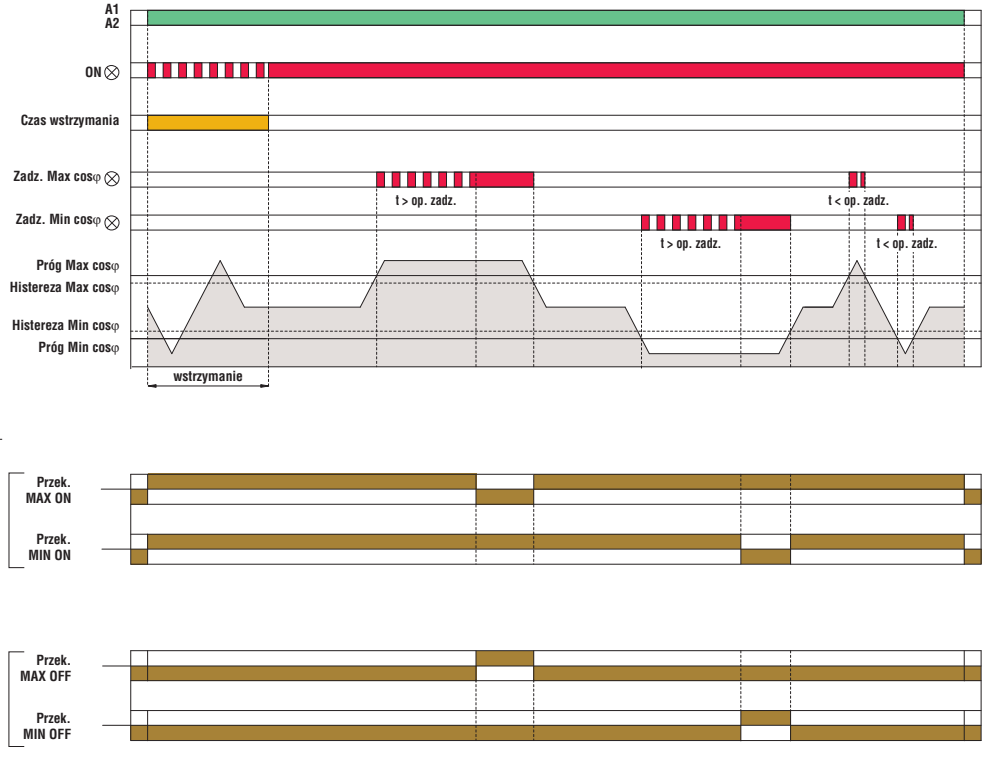 A1
A2
ON
Czas wstrzymania
Zadz. Max cosφ
t > op. zadz.
t < op. zadz.
Zadz. Min cosφ
t > op. zadz.
t < op. zadz.
Próg Max cosφ
Histereza Max cosφ
Histereza Min cosφ
Próg Min cosφ
wstrzymanie
Przek.
MAX ON
Przek.
MIN ON
Przek.
MAX OFF
Przek.
MIN OFF